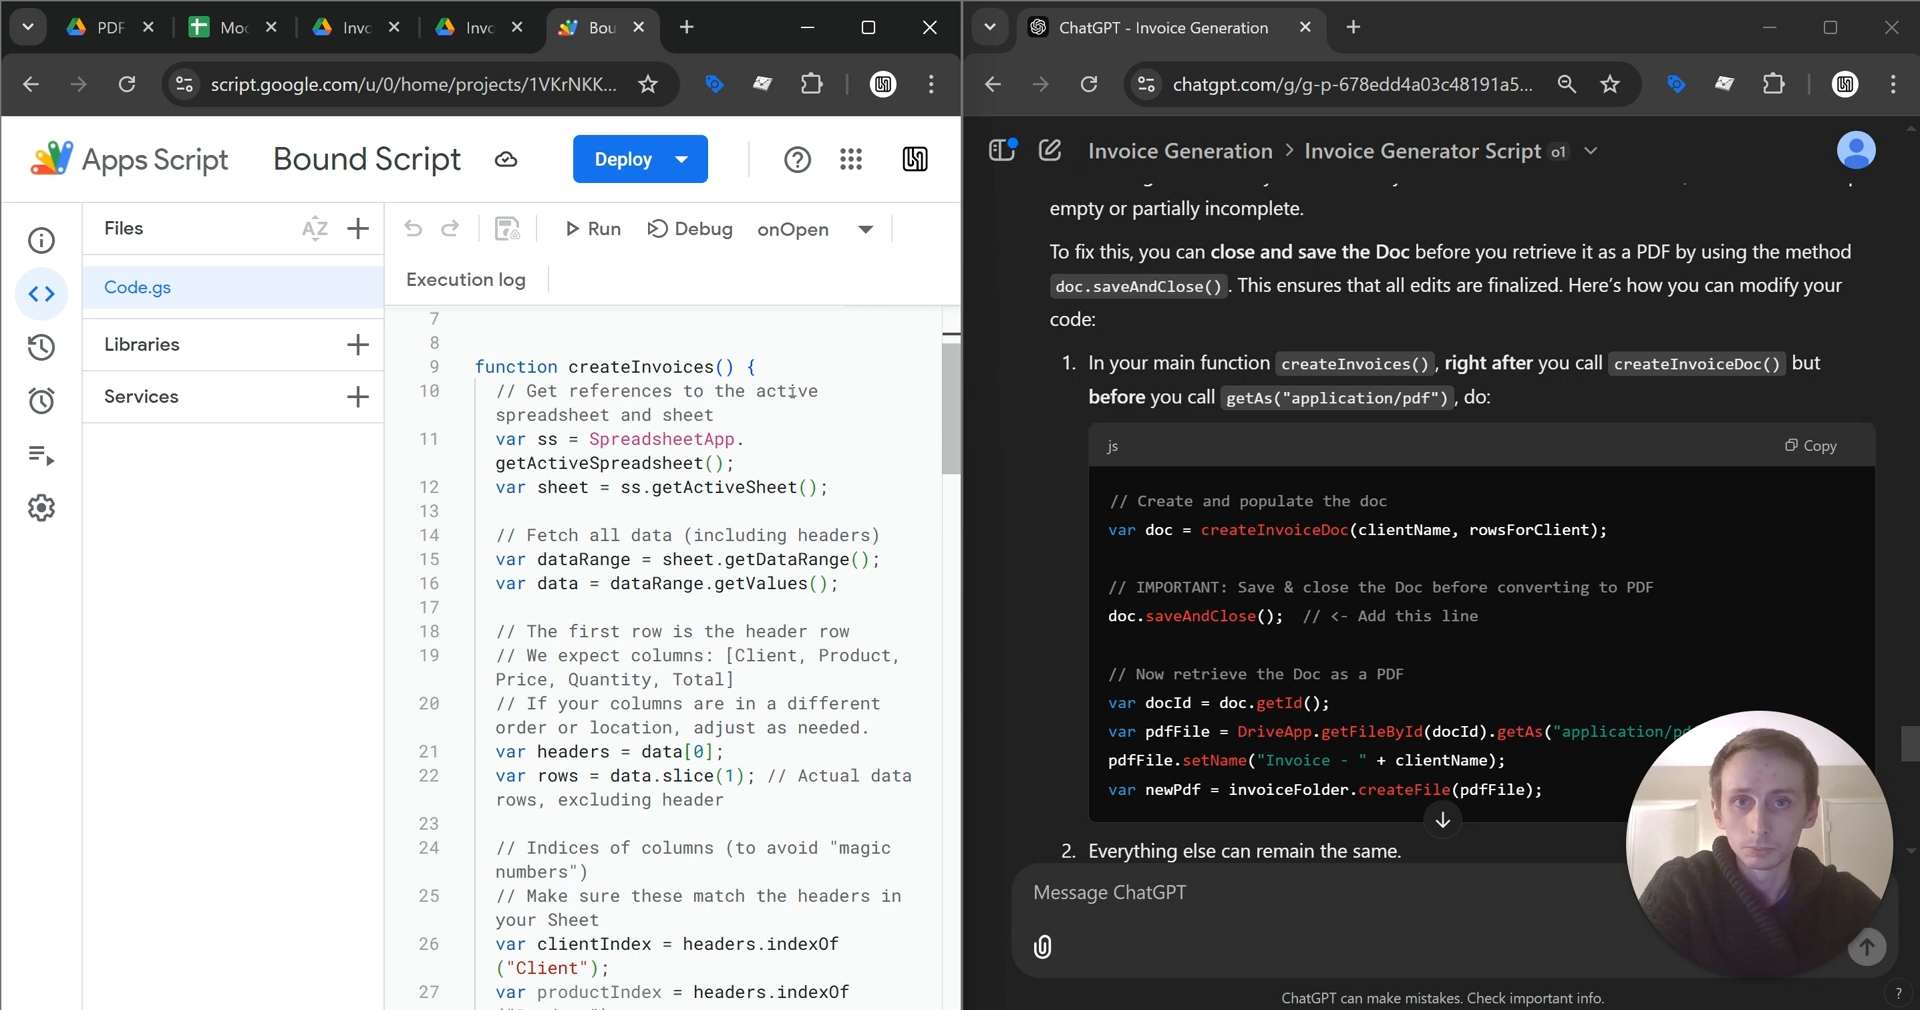 PDF
Moc
Invo
Invo
Bou
script.google.com/u/0/home/projects/1VKrNKK...
Apps Script
Bound Script
Deploy
Files
AZ
Run
Debug
onOpen
Code.gs
Execution log
Libraries
Services
7
8
9 function createInvoices() {
10 // Get references to the active
spreadsheet and sheet
11 var ss = SpreadsheetApp.
getActiveSpreadsheet();
12 var sheet = ss.getActiveSheet();
13
14 // Fetch all data (including headers)
15 var dataRange = sheet.getDataRange();
16 var data = dataRange.getValues();
17
18 // The first row is the header row
19 // We expect columns: [Client, Product,
Price, Quantity, Total]
20 // If your columns are in a different
order or location, adjust as needed.
21 var headers = data[0];
22 var rows = data.slice(1); // Actual data
rows, excluding header
23
24 // Indices of columns (to avoid "magic
numbers")
25 // Make sure these match the headers in
your Sheet
26 var clientIndex = headers.indexOf
("Client");
27 var productIndex = headers.indexOf
ChatGPT - Invoice Generation
chatgpt.com/g/g-p-678edd4a03c48191a5...
Invoice Generation > Invoice Generator Script o1
empty or partially incomplete.
To fix this, you can close and save the Doc before you retrieve it as a PDF by using the method
doc.saveAndClose(). This ensures that all edits are finalized. Here’s how you can modify your
code:
1. In your main function createInvoices(), right after you call createInvoiceDoc() but
before you call getAs("application/pdf"), do:
js
Copy
// Create and populate the doc
var doc = createInvoiceDoc(clientName, rowsForClient);
// IMPORTANT: Save & close the Doc before converting to PDF
doc.saveAndClose(); // <- Add this line
// Now retrieve the Doc as a PDF
var docId = doc.getId();
var pdfFile = DriveApp.getFileById(docId).getAs("application/pd
pdfFile.setName("Invoice - " + clientName);
var newPdf = invoiceFolder.createFile(pdfFile);
2. Everything else can remain the same.
Message ChatGPT
ChatGPT can make mistakes. Check important info.
?